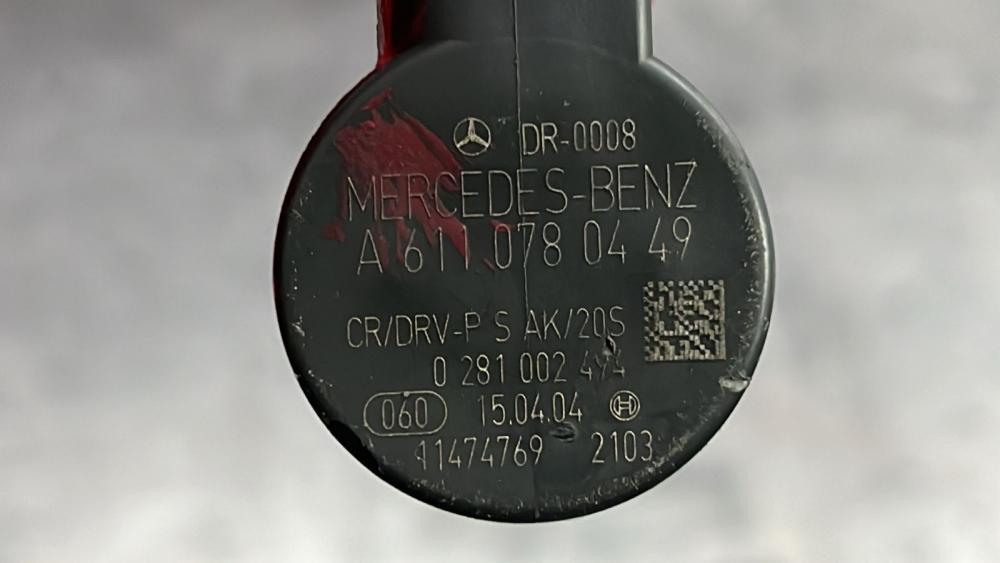 DR-0008
MERCEDES-BENZ
A 611 078 04 49
CR/DRV-P S AK/20S
0 281 002 494
060 15.04.04
41474769 2103